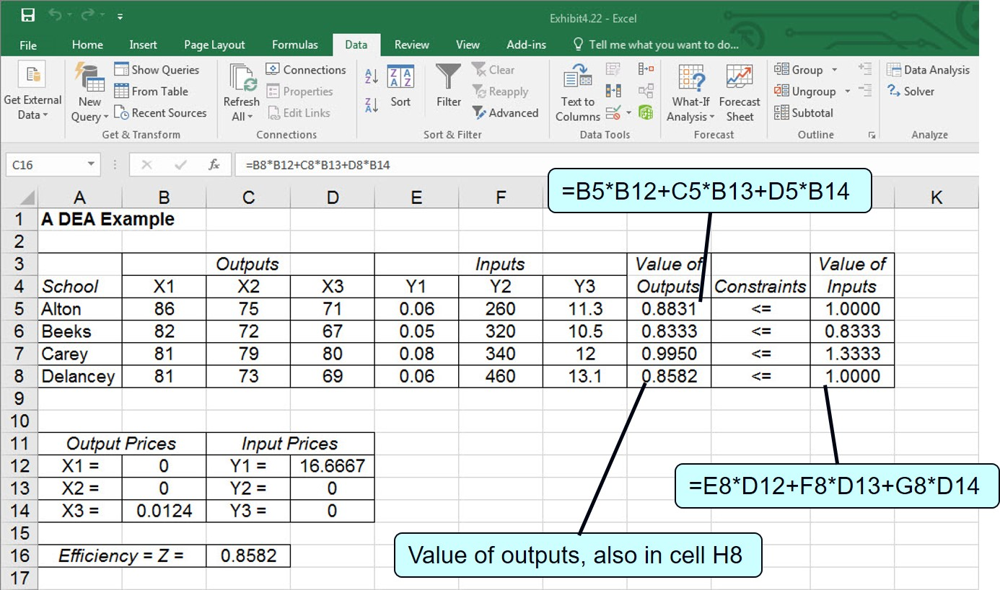 Exhibit4.22 - Excel
File Home Insert Page Layout Formulas Data Review View Add-ins Tell me what you want to do...
Get External Data
New Query
Show Queries
From Table
Recent Sources
Get & Transform
Refresh All
Connections
Properties
Edit Links
Connections
Sort
Filter
Clear
Reapply
Advanced
Sort & Filter
Text to Columns
Data Tools
What-If Analysis
Forecast Sheet
Forecast
Group
Ungroup
Subtotal
Outline
Data Analysis
Solver
Analyze
C16 fx =B8*B12+C8*B13+D8*B14
=B5*B12+C5*B13+D5*B14
A B C D E F K
1 A DEA Example
2
3 Outputs Inputs Value of Value of
4 School X1 X2 X3 Y1 Y2 Y3 Outputs Constraints Inputs
5 Alton 86 75 71 0.06 260 11.3 0.8831 <= 1.0000
6 Beeks 82 72 67 0.05 320 10.5 0.8333 <= 0.8333
7 Carey 81 79 80 0.08 340 12 0.9950 <= 1.3333
8 Delancey 81 73 69 0.06 460 13.1 0.8582 <= 1.0000
9
10
11 Output Prices Input Prices
12 X1 = 0 Y1 = 16.6667
13 X2 = 0 Y2 = 0
14 X3 = 0.0124 Y3 = 0
15
16 Efficiency = Z = 0.8582
17
=E8*D12+F8*D13+G8*D14
Value of outputs, also in cell H8